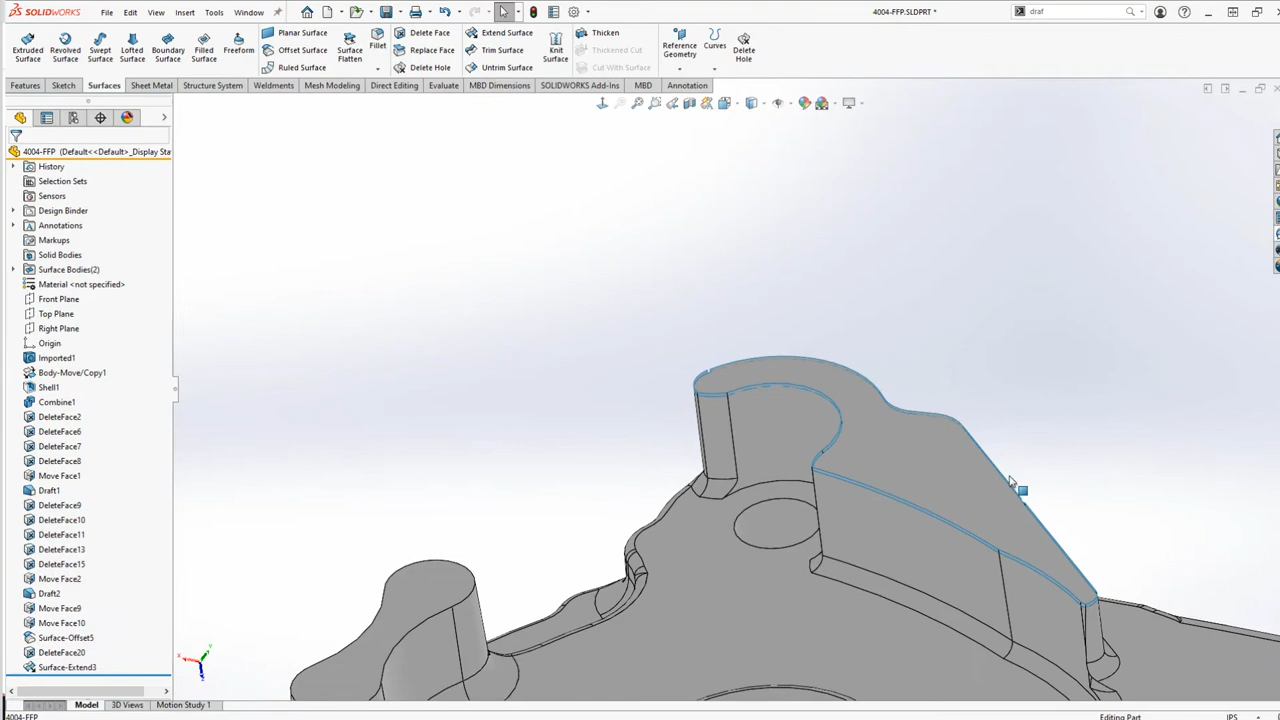 SOLIDWORKS File Edit View Insert Tools Window 4004-FFP.SLDPRT * draf
Extruded Surface
Revolved Surface
Swept Surface
Lofted Surface
Boundary Surface
Filled Surface
Freeform
Planar Surface
Offset Surface
Ruled Surface
Surface Flatten
Fillet
Delete Face
Replace Face
Delete Hole
Extend Surface
Trim Surface
Untrim Surface
Knit Surface
Thicken
Thickened Cut
Cut With Surface
Reference Geometry
Curves
Delete Hole
Features Sketch Surfaces Sheet Metal Structure System Weldments Mesh Modeling Direct Editing Evaluate MBD Dimensions SOLIDWORKS Add-Ins MBD Annotation
4004-FFP (Default<<Default>_Display Sta
History
Selection Sets
Sensors
Design Binder
Annotations
Markups
Solid Bodies
Surface Bodies(2)
Material <not specified>
Front Plane
Top Plane
Right Plane
Origin
Imported1
Body-Move/Copy1
Shell1
Combine1
DeleteFace2
DeleteFace6
DeleteFace7
DeleteFace8
Move Face1
Draft1
DeleteFace9
DeleteFace10
DeleteFace11
DeleteFace13
DeleteFace15
Move Face2
Draft2
Move Face9
Move Face10
Surface-Offset5
DeleteFace20
Surface-Extend3
X Y Z
Model 3D Views Motion Study 1
4004-FFP Editing Part IPS